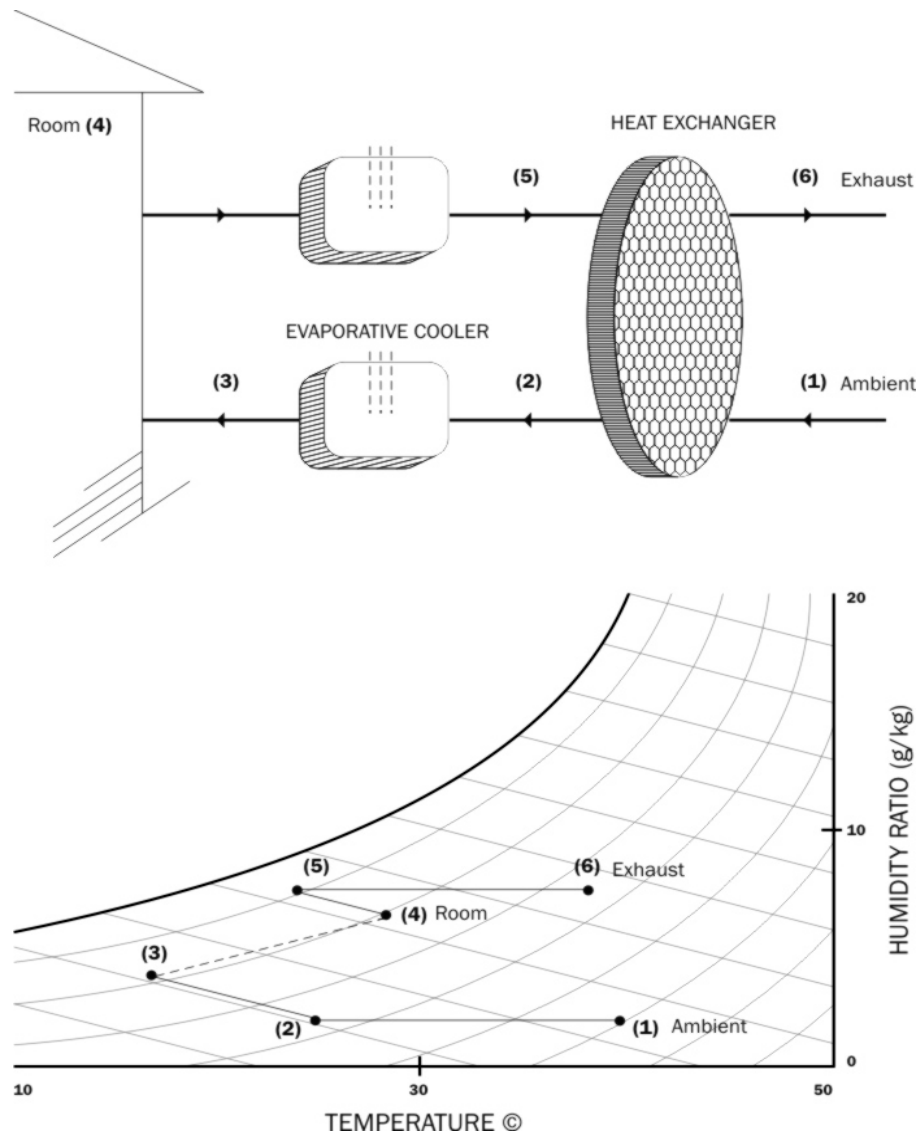 Room (4)
HEAT EXCHANGER
(5)
(6) Exhaust
EVAPORATIVE COOLER
(3)
(2)
(1) Ambient
20
HUMIDITY RATIO (g/kg)
10
(5)
(6) Exhaust
(4) Room
(3)
(2)
(1) Ambient
0
10
30
50
TEMPERATURE ©